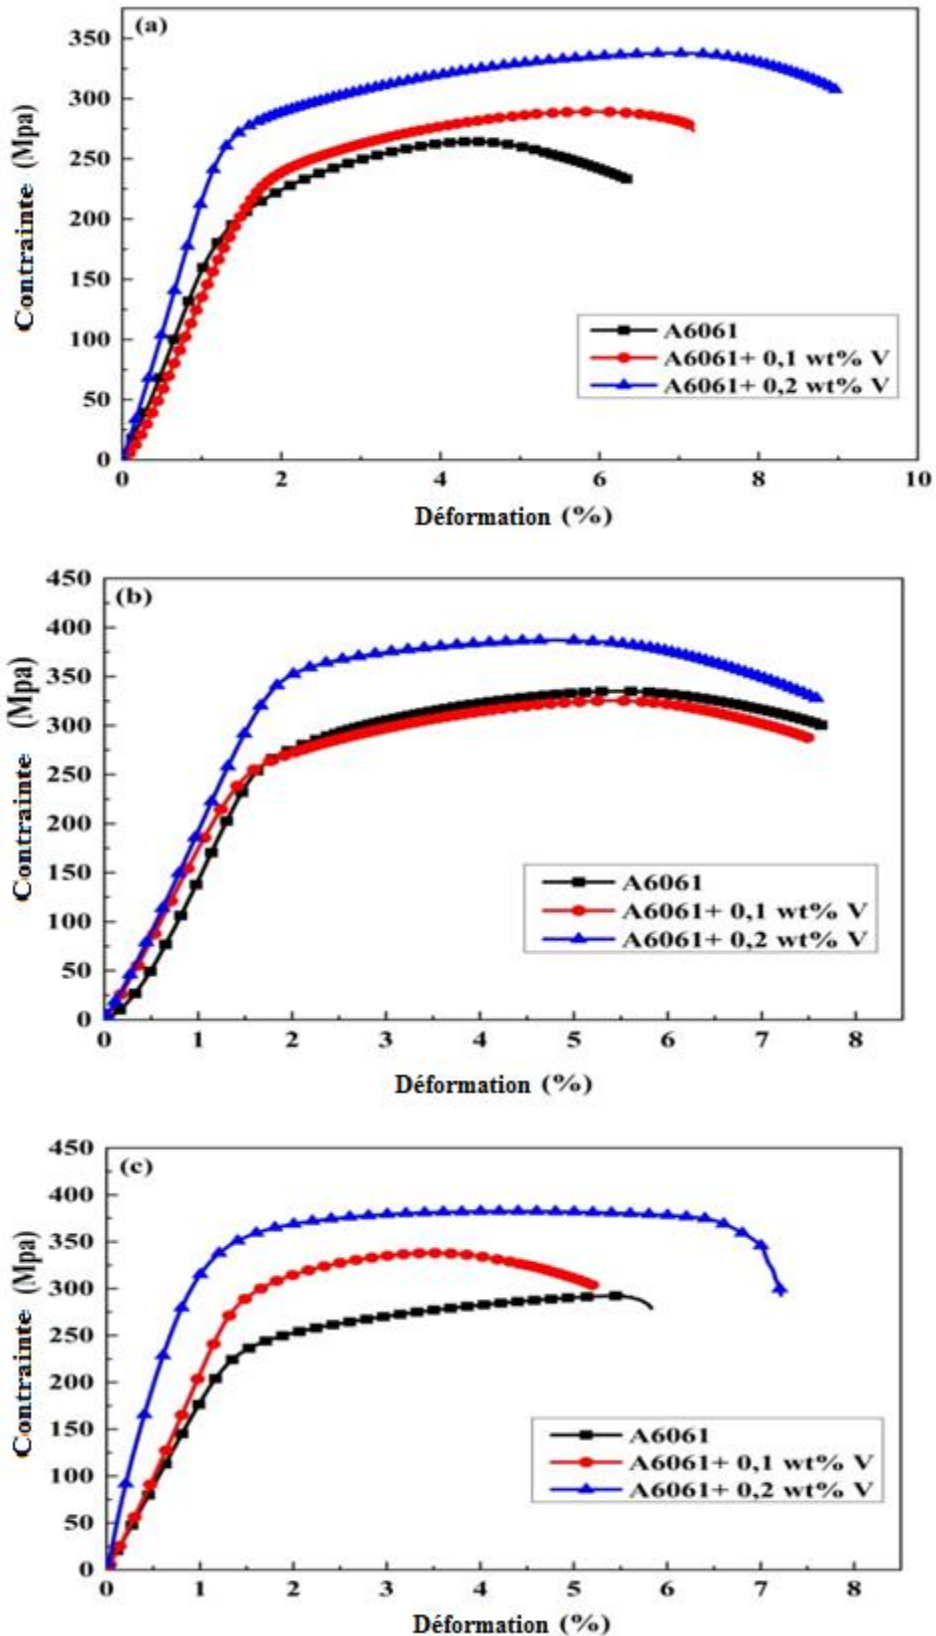 (a)
350
300
250
200
150
100
50
0
Contrainte (Mpa)
A6061
A6061+ 0,1 wt% V
A6061+ 0,2 wt% V
0 2 4 6 8 10
Déformation (%)
(b)
450
400
350
300
250
200
150
100
50
0
Contrainte (Mpa)
A6061
A6061+ 0,1 wt% V
A6061+ 0,2 wt% V
0 1 2 3 4 5 6 7 8
Déformation (%)
(c)
450
400
350
300
250
200
150
100
50
0
Contrainte (Mpa)
A6061
A6061+ 0,1 wt% V
A6061+ 0,2 wt% V
0 1 2 3 4 5 6 7 8
Déformation (%)